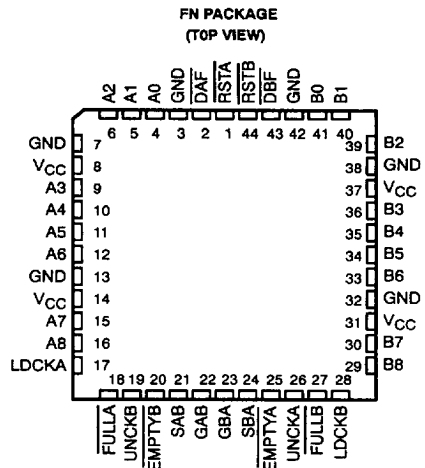 FN PACKAGE
(TOP VIEW)
A2 A1 A0 GND DAF RSTA RSTB DBF GND B0 B1
6 5 4 3 2 1 44 43 42 41 40
GND 7
VCC 8
A3 9
A4 10
A5 11
A6 12
GND 13
VCC 14
A7 15
A8 16
LDCKA 17
39 B2
38 GND
37 VCC
36 B3
35 B4
34 B5
33 B6
32 GND
31 VCC
30 B7
29 B8
18 19 20 21 22 23 24 25 26 27 28
FULLA UNCKB EMPTYB SAB GAB GBA SBA EMPTYA UNCKA FULLB LDCKB